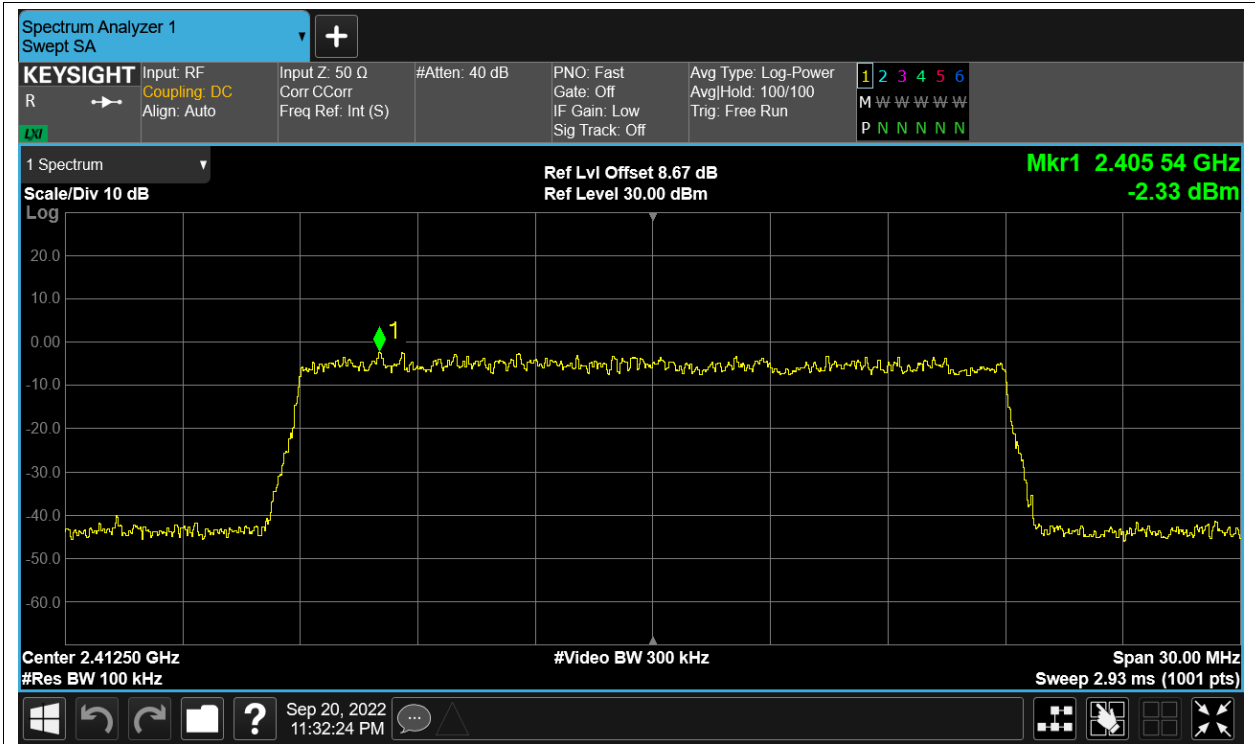 Spectrum Analyzer 1
Swept SA
+
KEYSIGHT
R
LXI
Input: RF
Coupling: DC
Align: Auto
Input Z: 50 Ω
Corr CCorr
Freq Ref: Int (S)
#Atten: 40 dB
PNO: Fast
Gate: Off
IF Gain: Low
Sig Track: Off
Avg Type: Log-Power
Avg|Hold: 100/100
Trig: Free Run
1 2 3 4 5 6
M W W W W W
P N N N N N
1 Spectrum
Scale/Div 10 dB
Log
Ref Lvl Offset 8.67 dB
Ref Level 30.00 dBm
Mkr1 2.405 54 GHz
-2.33 dBm
20.0
10.0
0.00
-10.0
-20.0
-30.0
-40.0
-50.0
-60.0
1
Center 2.41250 GHz
#Res BW 100 kHz
#Video BW 300 kHz
Span 30.00 MHz
Sweep 2.93 ms (1001 pts)
?
Sep 20, 2022
11:32:24 PM